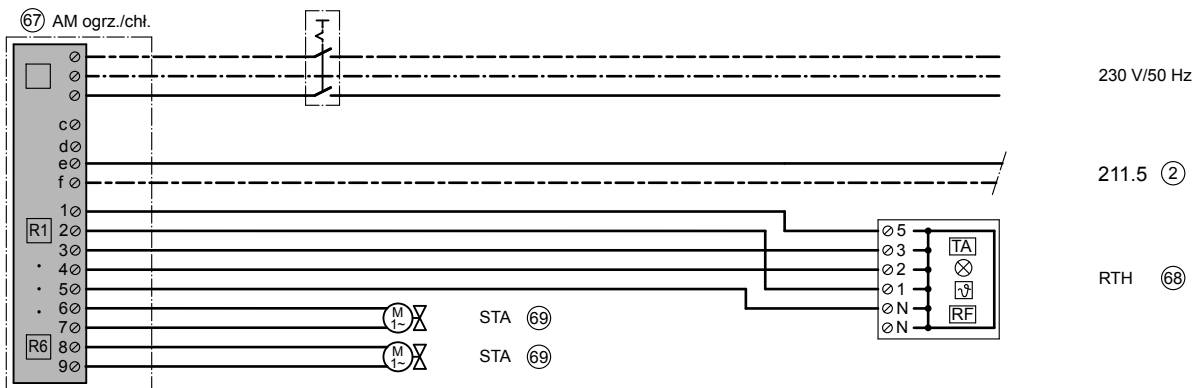 67 AM ogrz./chł.
230 V/50 Hz
c
d
e
f
211.5 2
1
R1 2
3
4
5
6
7
R6 8
9
5
3 TA
2
1 ϑ
N RF
N
RTH 68
M
1~
STA 69
M
1~
STA 69